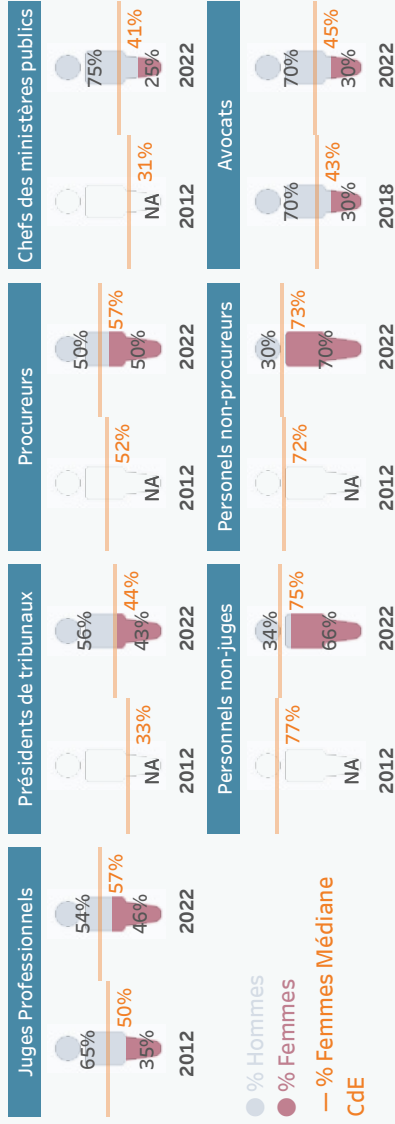 Juges Professionnels
65%
35%
50%
2012
54%
46%
57%
2022
Présidents de tribunaux
NA
33%
2012
56%
43%
44%
2022
Procureurs
NA
52%
2012
50%
50%
57%
2022
Chefs des ministères publics
NA
31%
2012
75%
25%
41%
2022
% Hommes
% Femmes
% Femmes Médiane
CdE
Personnels non-juges
NA
77%
2012
34%
66%
75%
2022
Personels non-procureurs
NA
72%
2012
30%
70%
73%
2022
Avocats
70%
30%
43%
2018
70%
30%
45%
2022